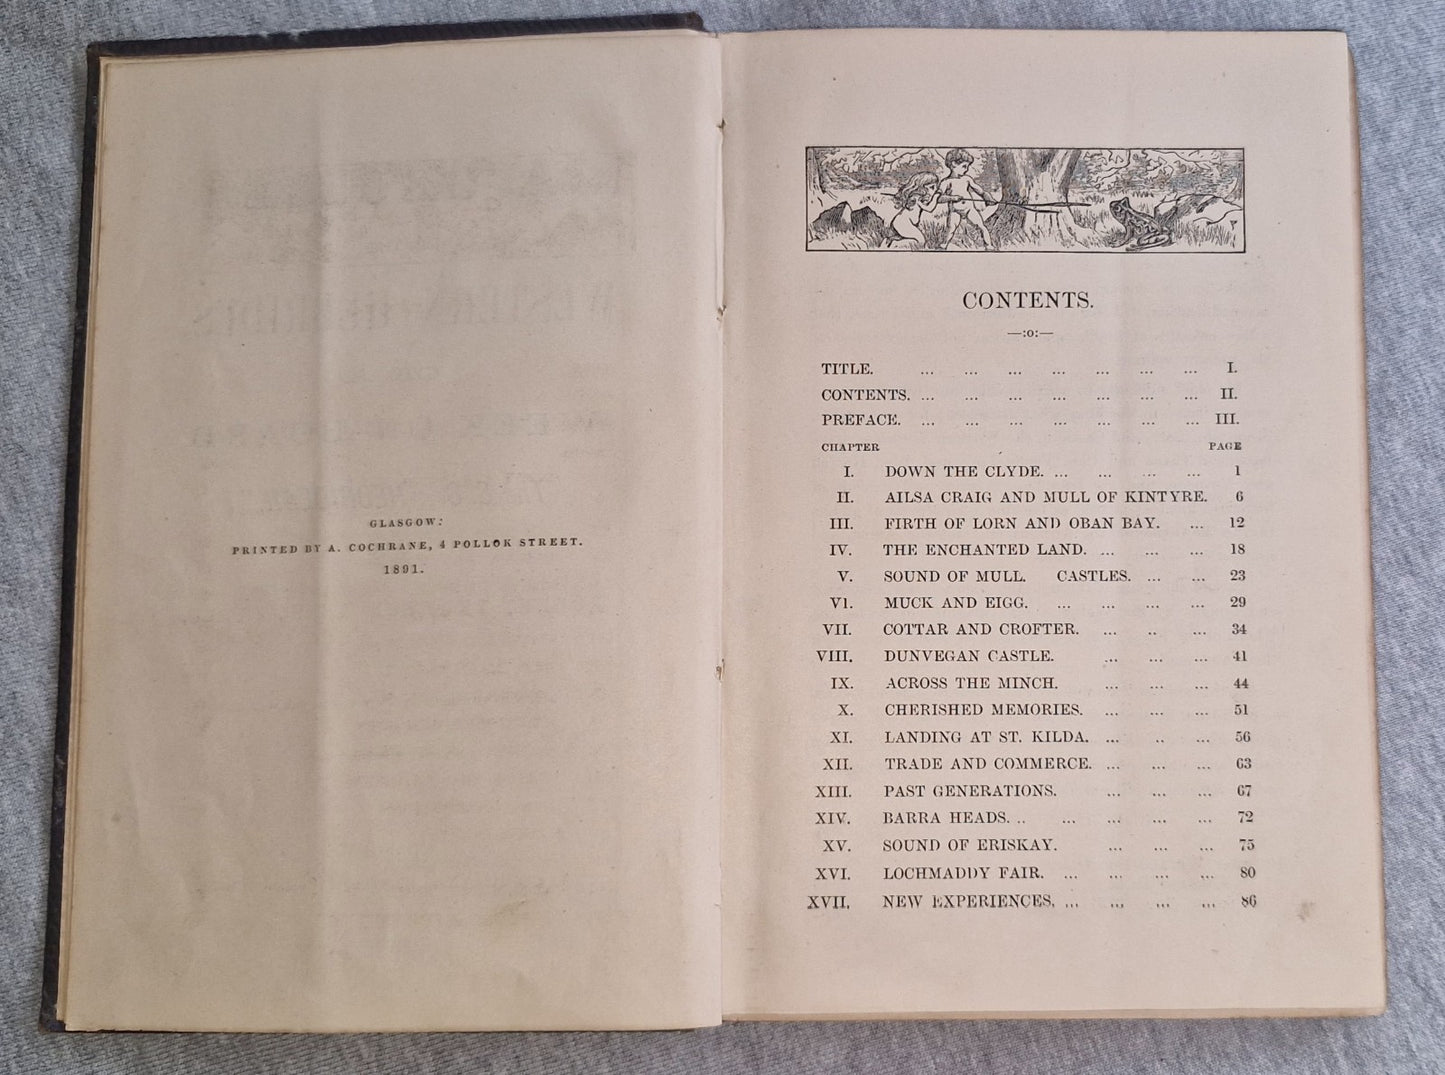 GLASGOW:
PRINTED BY A. COCHRANE, 4 POLLOK STREET.
1891.
CONTENTS.
—:o:—
TITLE. ... ... ... ... ... ... ... I.
CONTENTS. ... ... ... ... ... ... ... II.
PREFACE. ... ... ... ... ... ... ... III.
CHAPTER PAGE
I. DOWN THE CLYDE. ... ... ... ... 1
II. AILSA CRAIG AND MULL OF KINTYRE. 6
III. FIRTH OF LORN AND OBAN BAY. ... 12
IV. THE ENCHANTED LAND. ... ... ... 18
V. SOUND OF MULL. CASTLES. ... ... 23
VI. MUCK AND EIGG. ... ... ... ... 29
VII. COTTAR AND CROFTER. ... .. ... 34
VIII. DUNVEGAN CASTLE. ... ... ... 41
IX. ACROSS THE MINCH. ... ... ... 44
X. CHERISHED MEMORIES. ... ... ... 51
XI. LANDING AT ST. KILDA. ... .. ... 56
XII. TRADE AND COMMERCE. ... ... ... 63
XIII. PAST GENERATIONS. ... ... ... 67
XIV. BARRA HEADS. .. ... ... ... ... 72
XV. SOUND OF ERISKAY. ... ... ... 75
XVI. LOCHMADDY FAIR. ... ... ... ... 80
XVII. NEW EXPERIENCES. ... ... ... ... 86